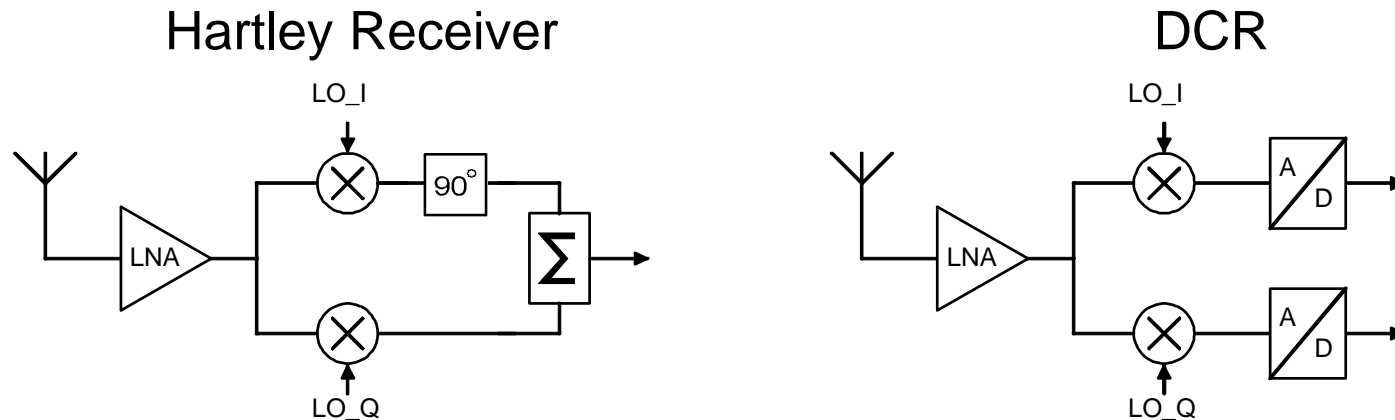 Hartley Receiver
LO_I
90°
LNA
Σ
LO_Q
DCR
LO_I
A
D
LNA
A
D
LO_Q